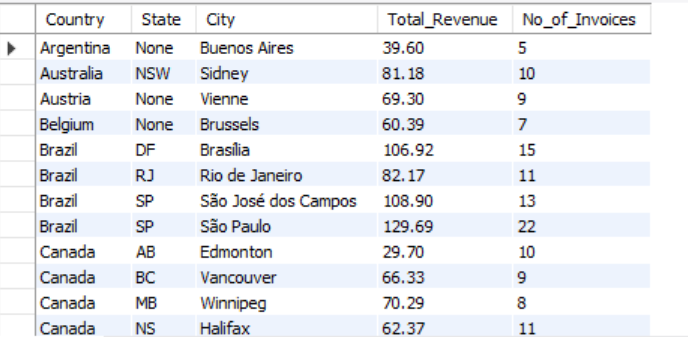 Country State City Total_Revenue No_of_Invoices
Argentina None Buenos Aires 39.60 5
Australia NSW Sidney 81.18 10
Austria None Vienne 69.30 9
Belgium None Brussels 60.39 7
Brazil DF Brasília 106.92 15
Brazil RJ Rio de Janeiro 82.17 11
Brazil SP São José dos Campos 108.90 13
Brazil SP São Paulo 129.69 22
Canada AB Edmonton 29.70 10
Canada BC Vancouver 66.33 9
Canada MB Winnipeg 70.29 8
Canada NS Halifax 62.37 11